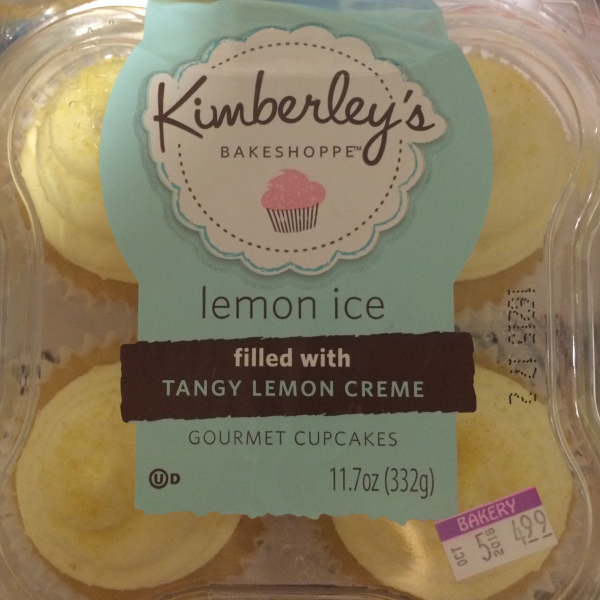 Kimberley's
BAKESHOPPE™
lemon ice
filled with
TANGY LEMON CREME
GOURMET CUPCAKES
UD
11.7oz (332g)
BAKERY
OCT 5 2016 4.99